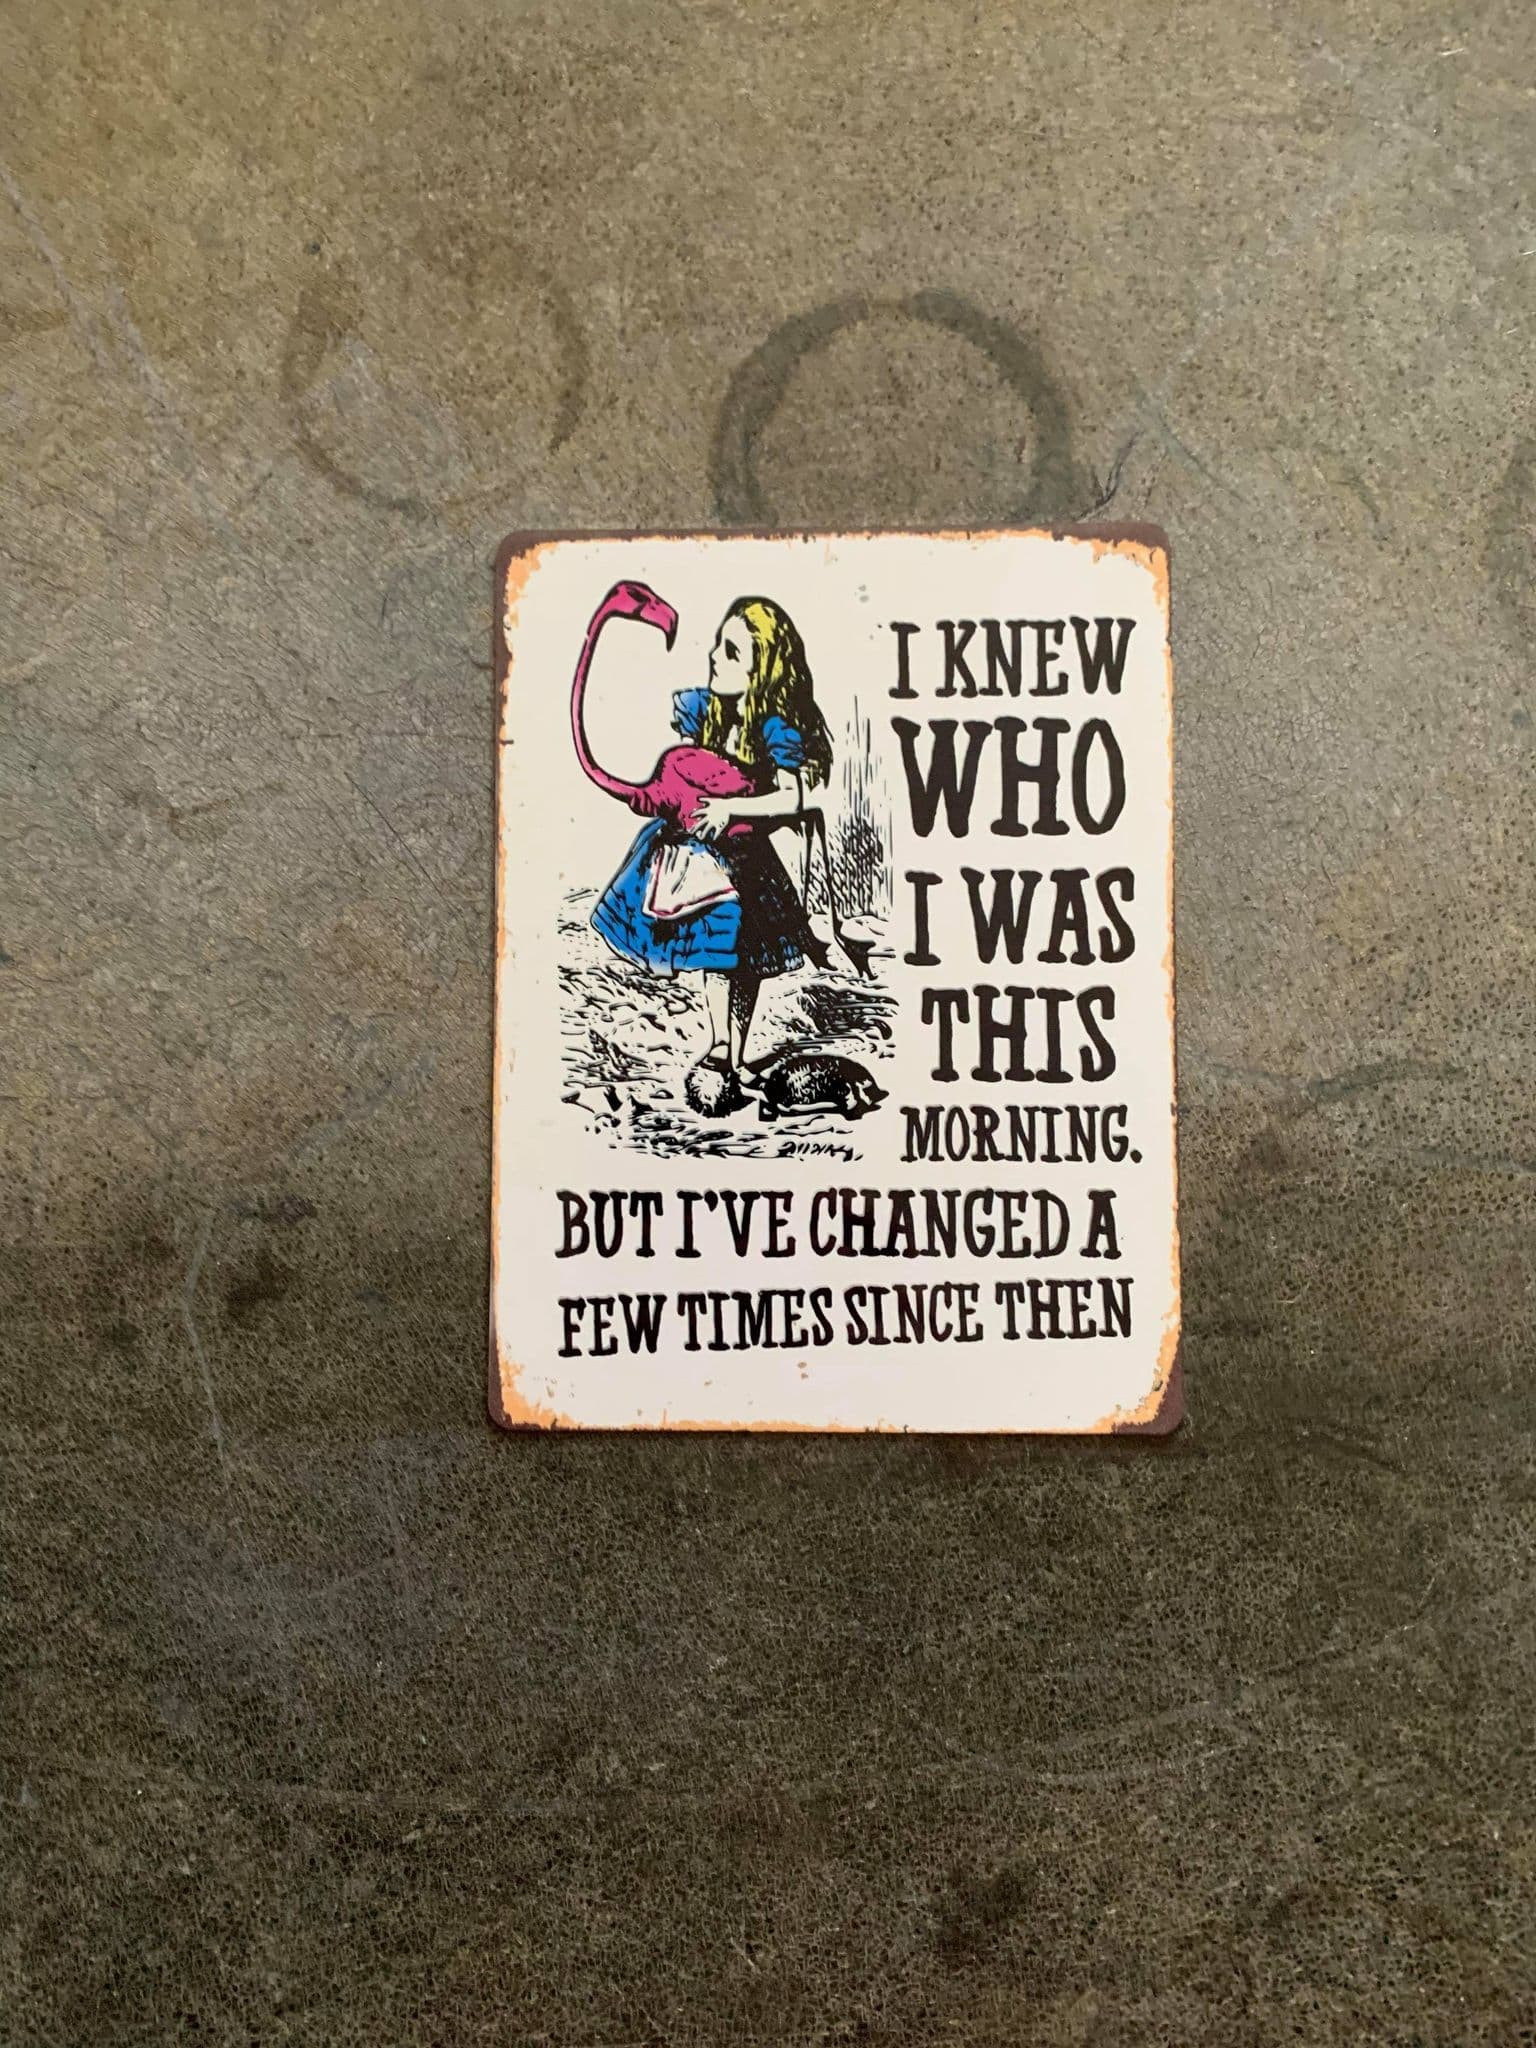 I KNEW
WHO
I WAS
THIS
MORNING.
BUT I'VE CHANGED A
FEW TIMES SINCE THEN